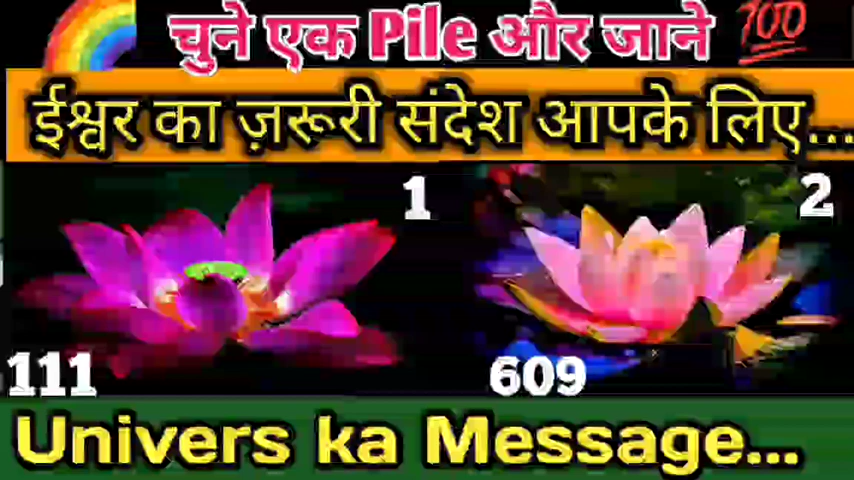 चुने एक Pile और जाने 💯
ईश्वर का ज़रूरी संदेश आपके लिए...
1
2
111
609
Univers ka Message...